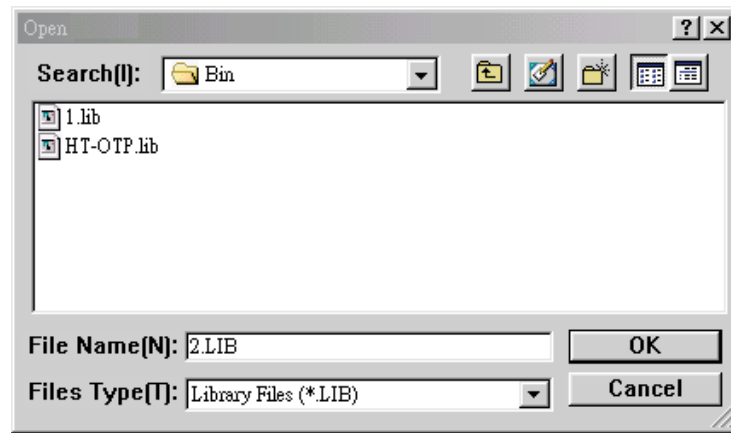 Open
Search(I): Bin
1.lib
HT-OTP.lib
File Name(N): 2.LIB
OK
Files Type(T): Library Files (*.LIB)
Cancel